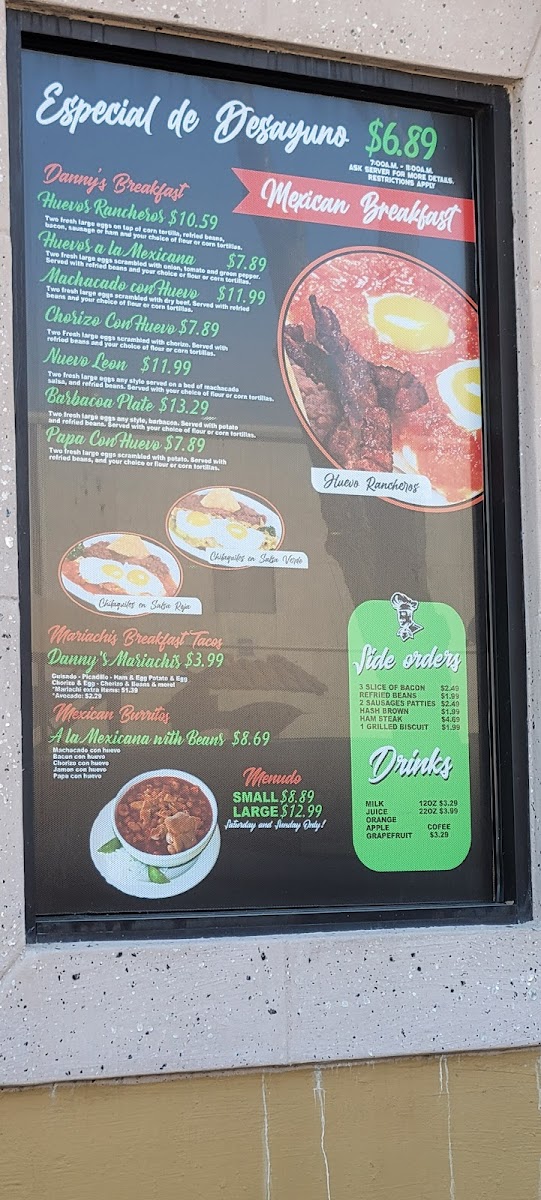 Especial de Desayuno $6.89
7:00A.M. - 8:00A.M.
ASK SERVER FOR MORE DETAILS.
RESTRICTIONS APPLY
Mexican Breakfast
Danny's Breakfast
Huevos Rancheros $10.59
Two fresh large eggs on top of corn tortilla, refried beans,
bacon, sausage or ham and your choice of flour or corn tortillas.
Huevos a la Mexicana $7.89
Two fresh large eggs scrambled with onion, tomato and green pepper.
Served with refried beans and your choice of flour or corn tortillas.
Machacado con Huevo $11.99
Two fresh large eggs scrambled with dry beef. Served with refried
beans and your choice of flour or corn tortillas.
Chorizo Con Huevo $7.89
Two Fresh large eggs scrambled with chorizo. Served with
refried beans and your choice of flour or corn tortillas.
Nuevo Leon $11.99
Two fresh large eggs any style served on a bed of machacado
salsa, and refried beans. Served with your choice of flour or corn tortillas.
Barbacoa Plate $13.29
Two fresh large eggs any style, barbacoa. Served with potato
and refried beans. Served with your choice of flour or corn tortillas.
Papa Con Huevo $7.89
Two fresh large eggs scrambled with potato. Served with
refried beans, and your choice or flour or corn tortillas.
Huevo Rancheros
Chilaquiles en Salsa Verde
Chilaquiles en Salsa Roja
Mariachis Breakfast Tacos
Danny's Mariachis $3.99
Guisado - Picadillo - Ham & Egg Potato & Egg
Chorizo & Egg - Chorizo & Beans & more!
*Mariachi extra items: $1.39
*Avocado: $2.29
Mexican Burritos
A la Mexicana with Beans $8.69
Machacado con huevo
Bacon con huevo
Chorizo con huevo
Jamon con huevo
Papa con huevo
Menudo
SMALL $8.89
LARGE $12.99
Saturday and Sunday Only!
Side orders
3 SLICE OF BACON $2.49
REFRIED BEANS $1.99
2 SAUSAGES PATTIES $2.49
HASH BROWN $1.99
HAM STEAK $4.69
1 GRILLED BISCUIT $1.99
Drinks
MILK 12OZ $3.29
JUICE 22OZ $3.99
ORANGE
APPLE COFEE
GRAPEFRUIT $3.29